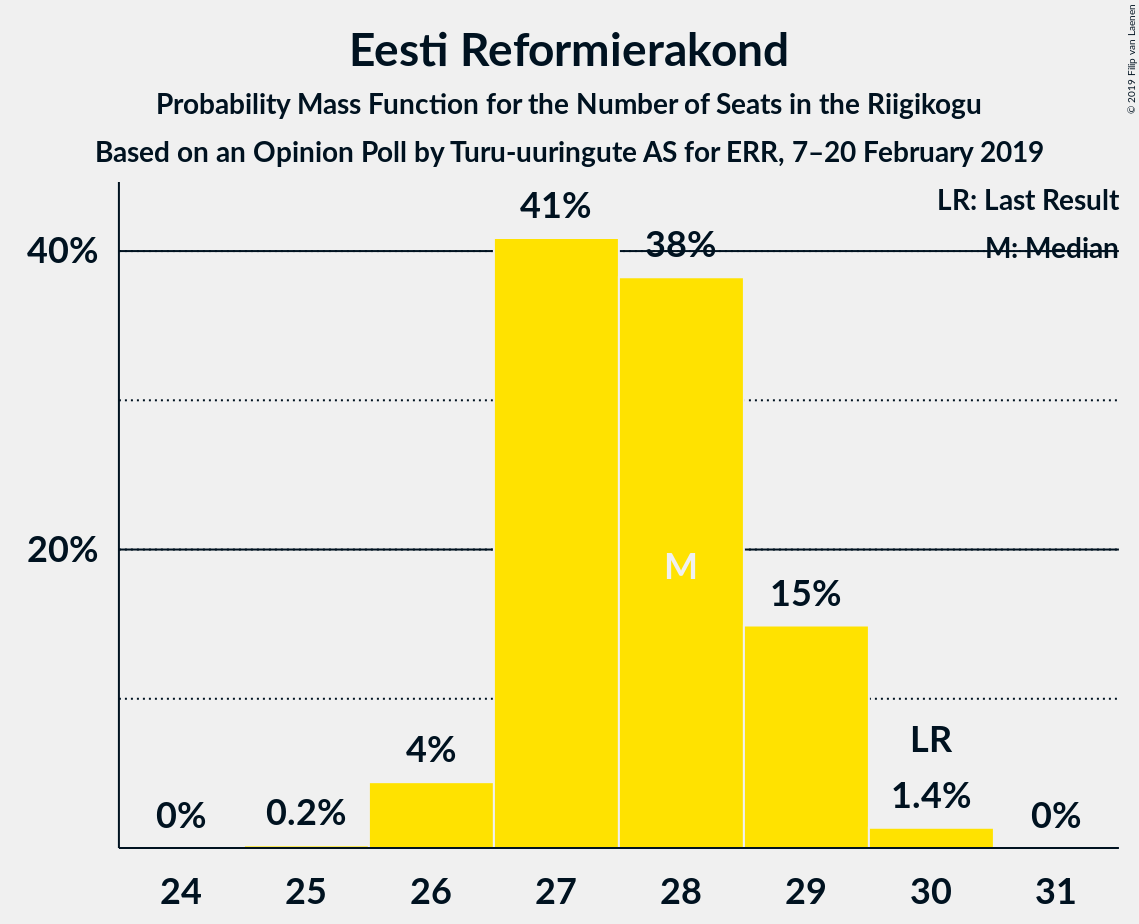 Eesti Reformierakond
Probability Mass Function for the Number of Seats in the Riigikogu
Based on an Opinion Poll by Turu-uuringute AS for ERR, 7–20 February 2019
© 2019 Filip van Laenen
LR: Last Result
M: Median
40%
20%
0%
0.2%
4%
41%
38%
M
15%
LR
1.4%
0%
24 25 26 27 28 29 30 31